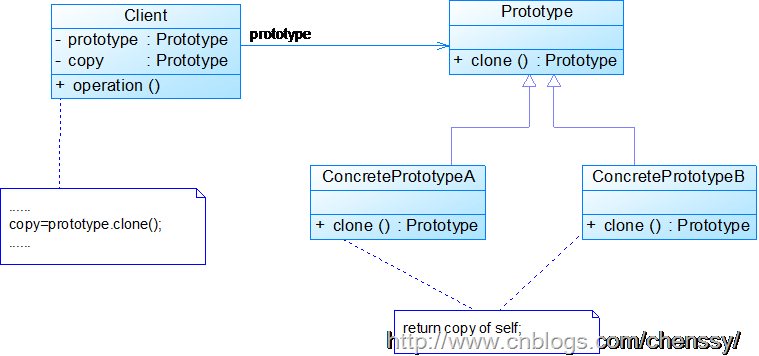 Client
- prototype : Prototype
- copy : Prototype
+ operation ()
prototype
Prototype
+ clone () : Prototype
ConcretePrototypeA
+ clone () : Prototype
ConcretePrototypeB
+ clone () : Prototype
......
copy=prototype.clone();
......
return copy of self;
http://www.cnblogs.com/chenssy/